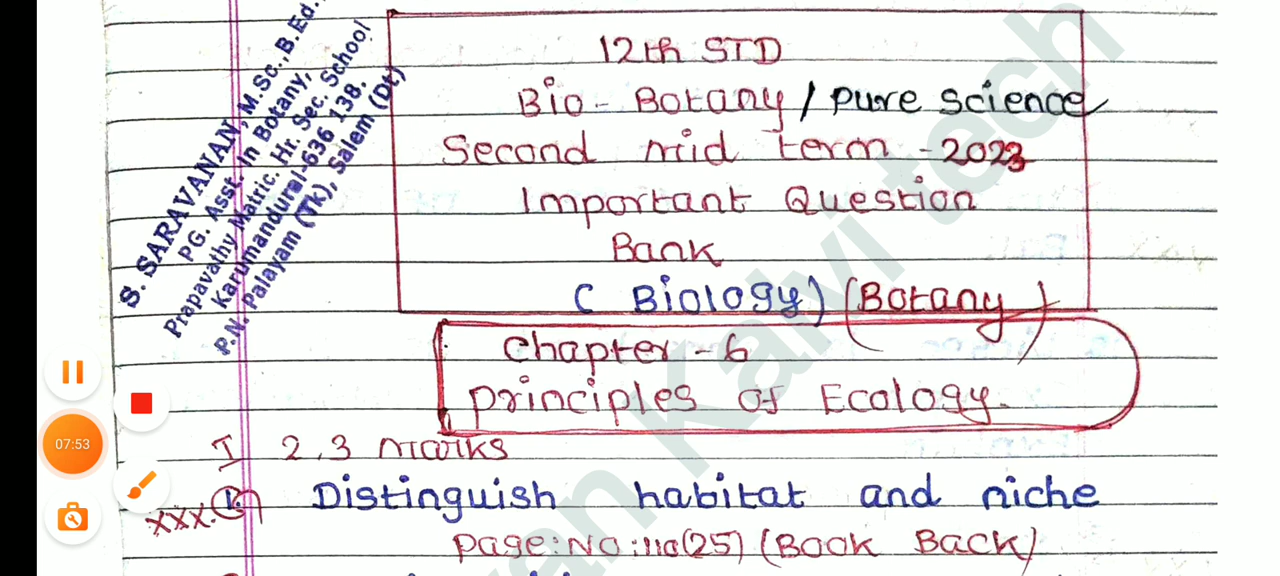 S. SARAVANAN, M.Sc., B.Ed.
PG. Asst. In Botany,
Prapavathy Matric. Hr. Sec. School
Karumandurai-636 138.
P.N. Palayam (Tk), Salem (Dt)
12th STD
Bio - Botany / pure science
Second mid term - 2023
Important Question
Bank
( Biology) (Botany)
Chapter - 6
principles of Ecology.
I 2,3 marks
xxx. 1. Distinguish habitat and niche
page:No:110(25) (BOOK BACK)
07:53
Kalvi tech